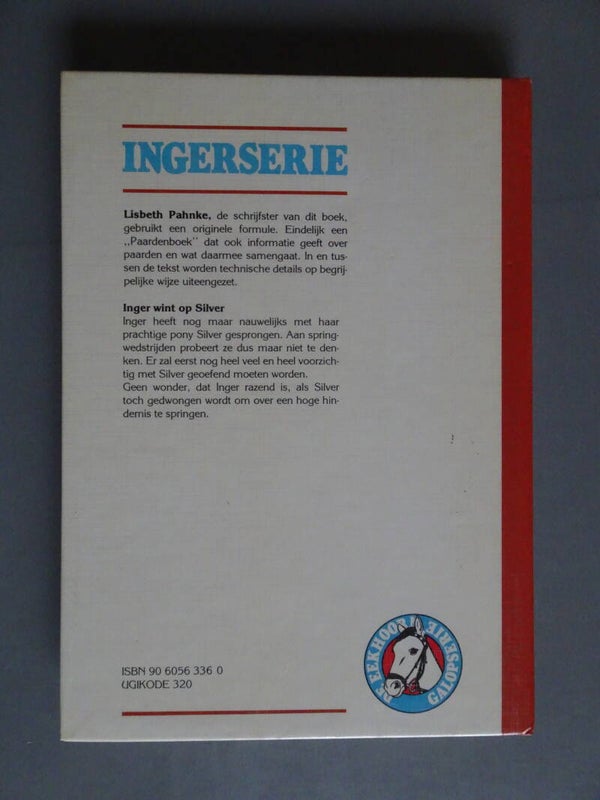 INGERSERIE
Lisbeth Pahnke, de schrijfster van dit boek,
gebruikt een originele formule. Eindelijk een
,,Paardenboek'' dat ook informatie geeft over
paarden en wat daarmee samengaat. In en tus-
sen de tekst worden technische details op begrij-
pelijke wijze uiteengezet.
Inger wint op Silver
Inger heeft nog maar nauwelijks met haar
prachtige pony Silver gesprongen. Aan spring-
wedstrijden probeert ze dus maar niet te den-
ken. Er zal eerst nog heel veel en heel voorzich-
tig met Silver geoefend moeten worden.
Geen wonder, dat Inger razend is, als Silver
toch gedwongen wordt om over een hoge hin-
dernis te springen.
ISBN 90 6056 336 0
UGIKODE 320
EEKHOORN
GALOPSERIE